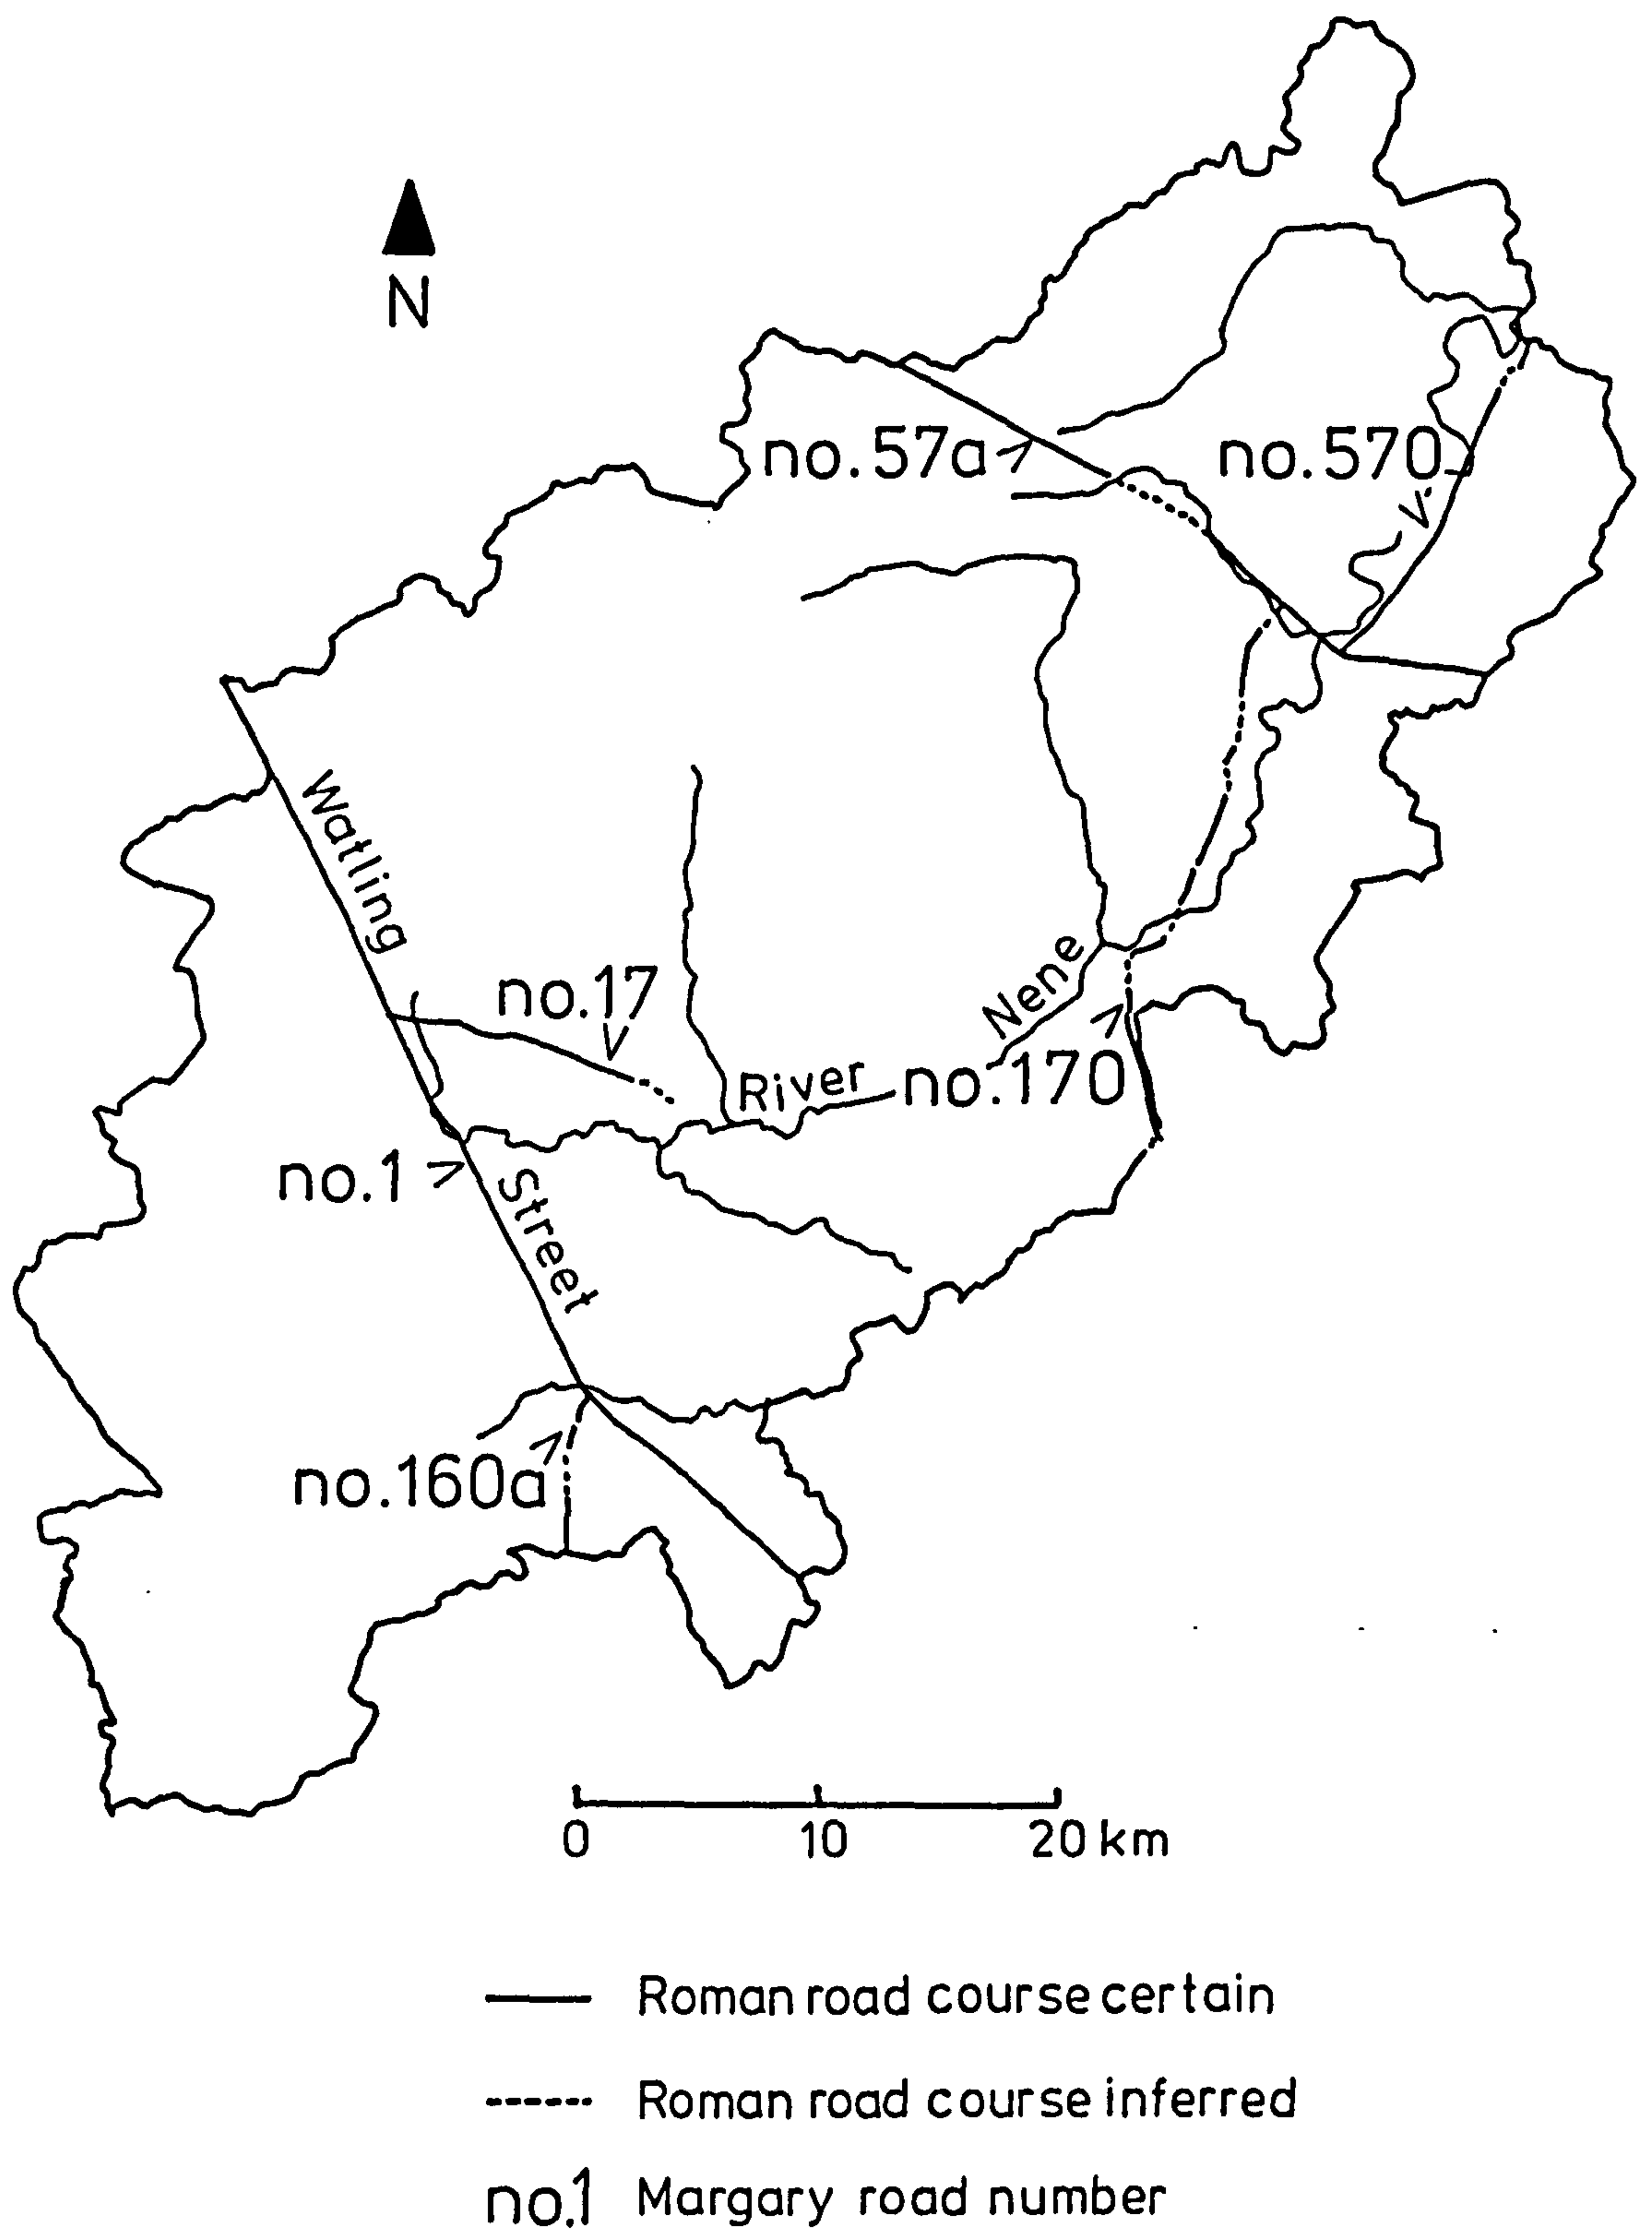 N
no.57a
no.570
Watling
no.17
Nene
River
no.170
no.1
Street
no.160a
0 10 20 km
Roman road course certain
Roman road course inferred
no.1 Margary road number